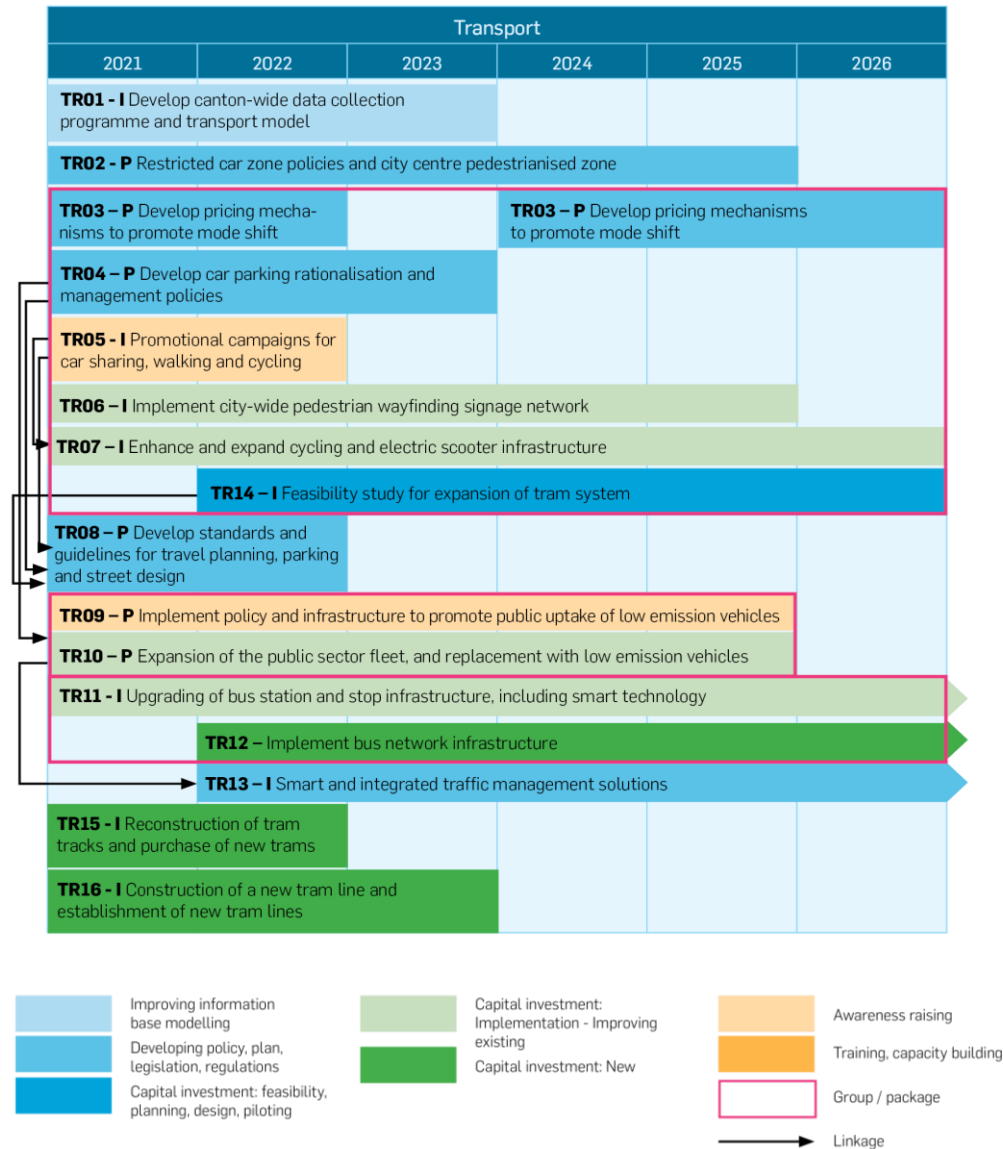 Transport
2021 2022 2023 2024 2025 2026
TR01 - I Develop canton-wide data collection
programme and transport model
TR02 - P Restricted car zone policies and city centre pedestrianised zone
TR03 – P Develop pricing mecha-
nisms to promote mode shift
TR03 – P Develop pricing mechanisms
to promote mode shift
TR04 – P Develop car parking rationalisation and
management policies
TR05 - I Promotional campaigns for
car sharing, walking and cycling
TR06 – I Implement city-wide pedestrian wayfinding signage network
TR07 – I Enhance and expand cycling and electric scooter infrastructure
TR14 – I Feasibility study for expansion of tram system
TR08 – P Develop standards and
guidelines for travel planning, parking
and street design
TR09 – P Implement policy and infrastructure to promote public uptake of low emission vehicles
TR10 – P Expansion of the public sector fleet, and replacement with low emission vehicles
TR11 - I Upgrading of bus station and stop infrastructure, including smart technology
TR12 – Implement bus network infrastructure
TR13 – I Smart and integrated traffic management solutions
TR15 - I Reconstruction of tram
tracks and purchase of new trams
TR16 - I Construction of a new tram line and
establishment of new tram lines
Improving information
base modelling
Developing policy, plan,
legislation, regulations
Capital investment: feasibility,
planning, design, piloting
Capital investment:
Implementation - Improving
existing
Capital investment: New
Awareness raising
Training, capacity building
Group / package
Linkage